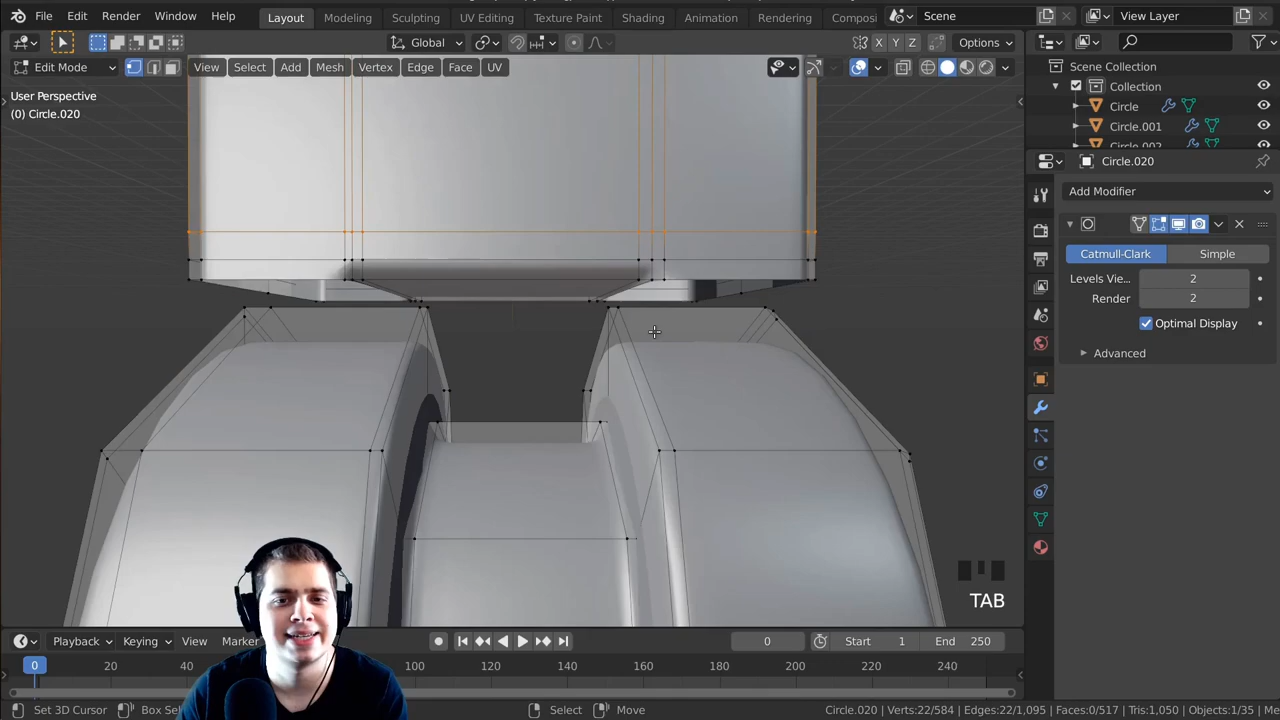 File Edit Render Window Help Layout Modeling Sculpting UV Editing Texture Paint Shading Animation Rendering Composi Scene View Layer
Global X Y Z Options
Edit Mode View Select Add Mesh Vertex Edge Face UV
User Perspective
(0) Circle.020
Scene Collection
Collection
Circle
Circle.001
Circle.002
Circle.020
Add Modifier
Catmull-Clark Simple
Levels Vie... 2
Render 2
Optimal Display
Advanced
TAB
Playback Keying View Marker 0 Start 1 End 250
0 20 40 100 120 140 160 180 200 220 240
Set 3D Cursor Box Sel Select Move Circle.020 | Verts:22/584 | Edges:22/1,095 | Faces:0/517 | Tris:1,050 | Objects:1/35 | Me